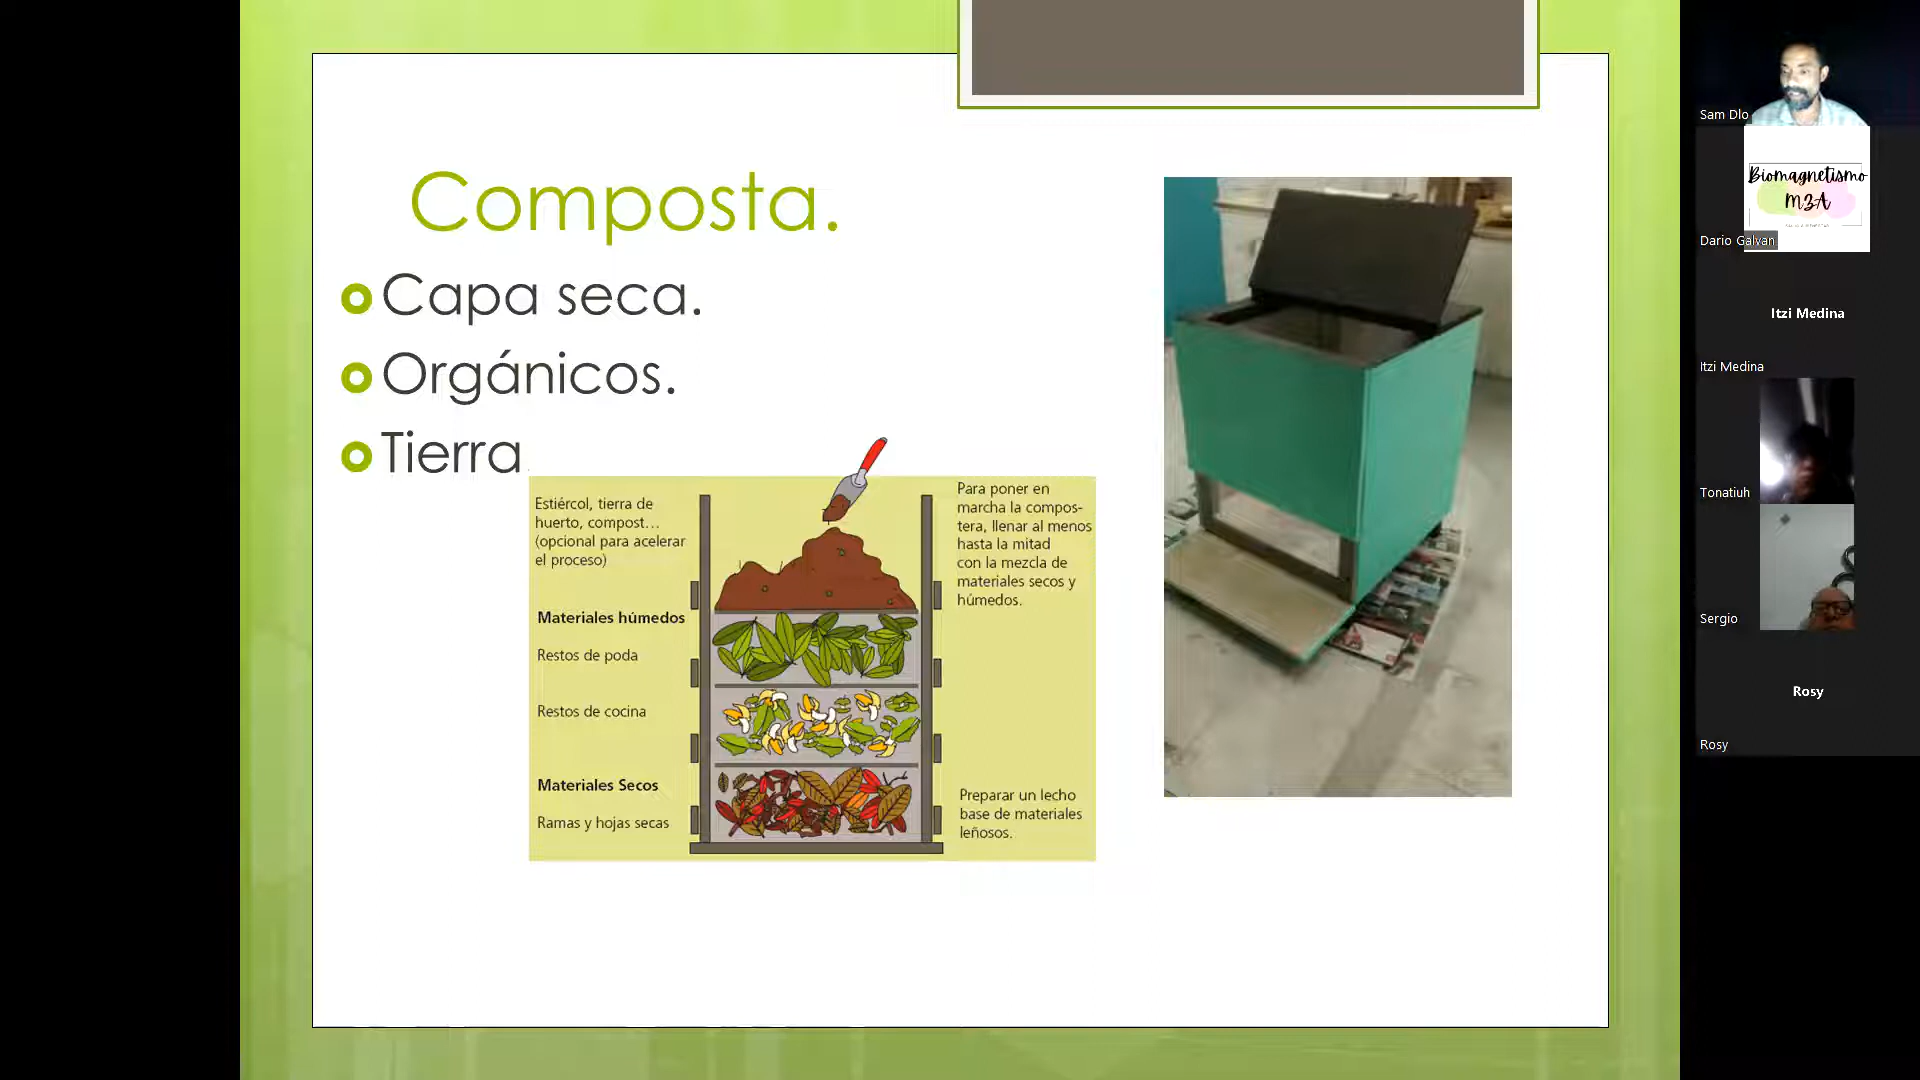 Composta.
Capa seca.
Orgánicos.
Tierra
Estiércol, tierra de
huerto, compost...
(opcional para acelerar
el proceso)
Materiales húmedos
Restos de poda
Restos de cocina
Materiales Secos
Ramas y hojas secas
Para poner en
marcha la compos-
tera, llenar al menos
hasta la mitad
con la mezcla de
materiales secos y
húmedos.
Preparar un lecho
base de materiales
leñosos.
Sam Dlo
Biomagnetismo
MZA
Dario Galvan
Itzi Medina
Itzi Medina
Tonatiuh
Sergio
Rosy
Rosy